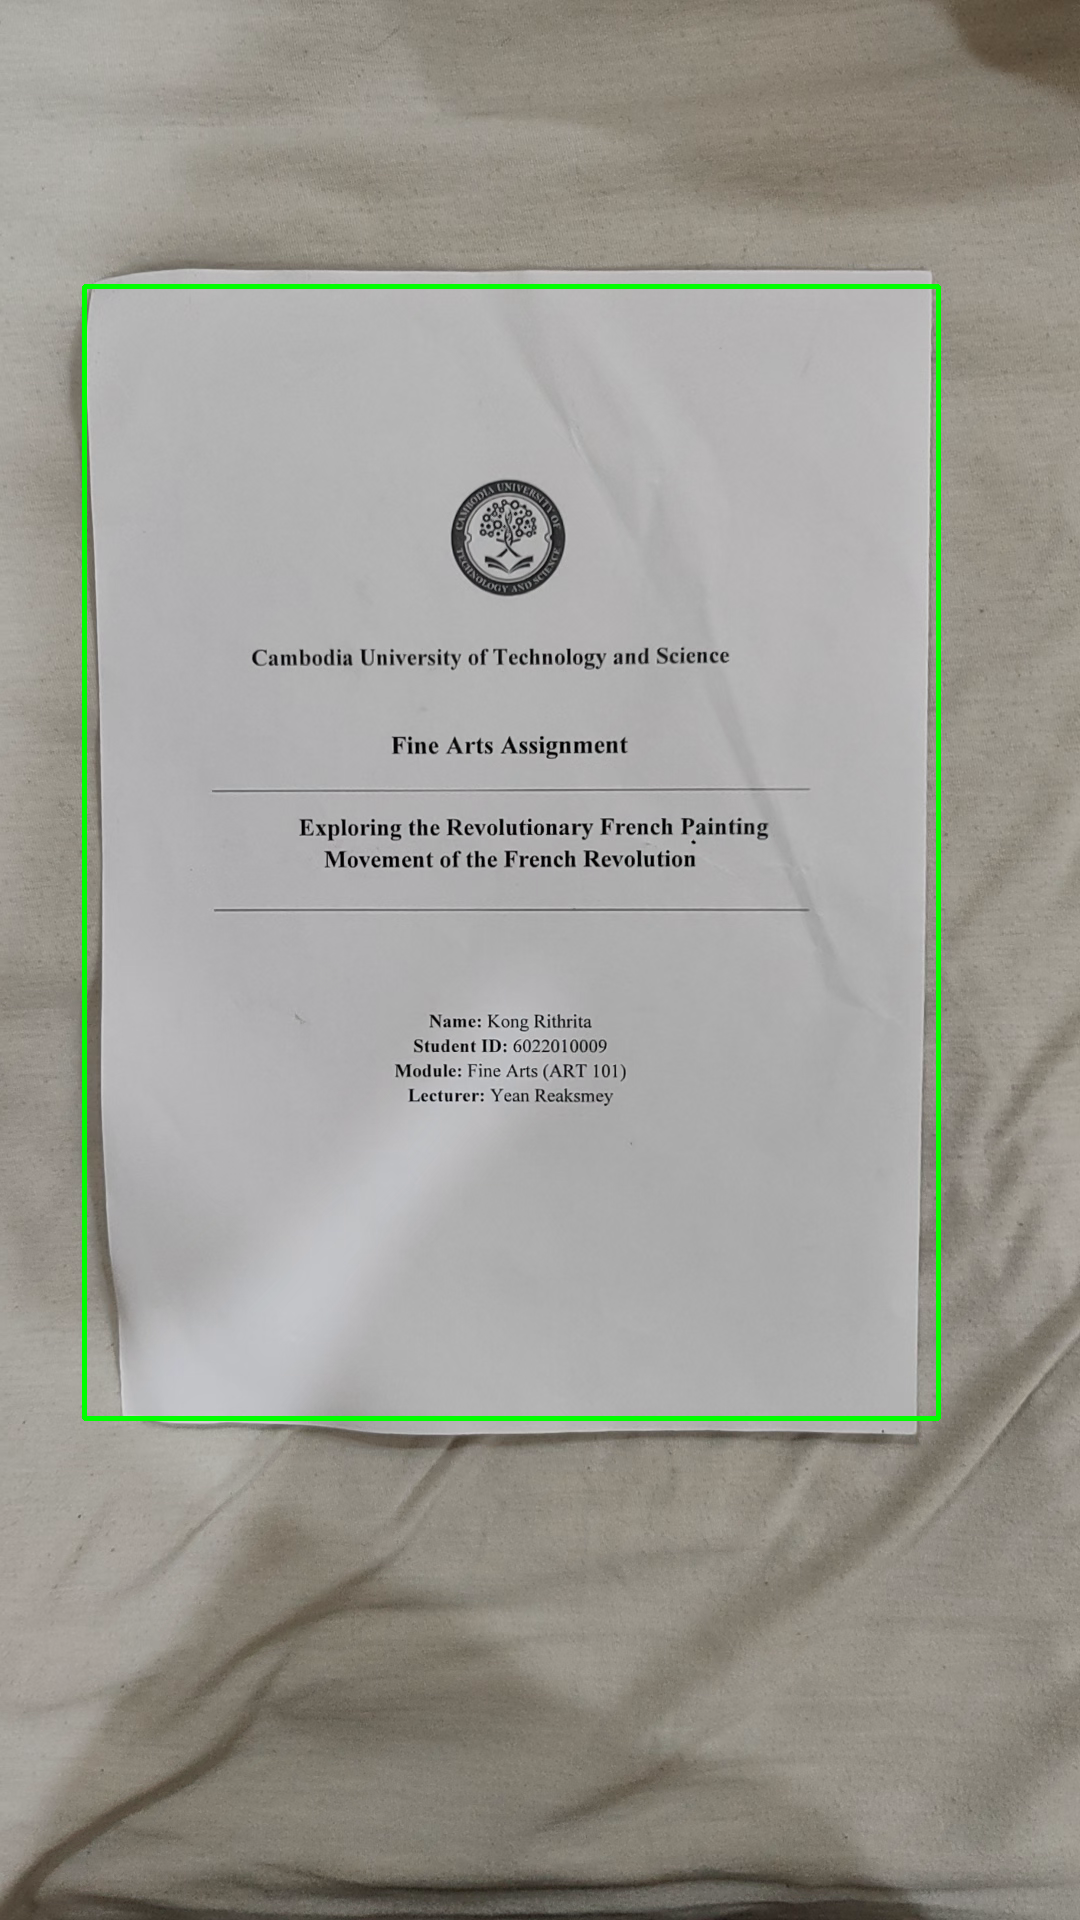 CAMBODIA UNIVERSITY OF
TECHNOLOGY AND SCIENCE
Cambodia University of Technology and Science
Fine Arts Assignment
Exploring the Revolutionary French Painting
Movement of the French Revolution
Name: Kong Rithrita
Student ID: 6022010009
Module: Fine Arts (ART 101)
Lecturer: Yean Reaksmey